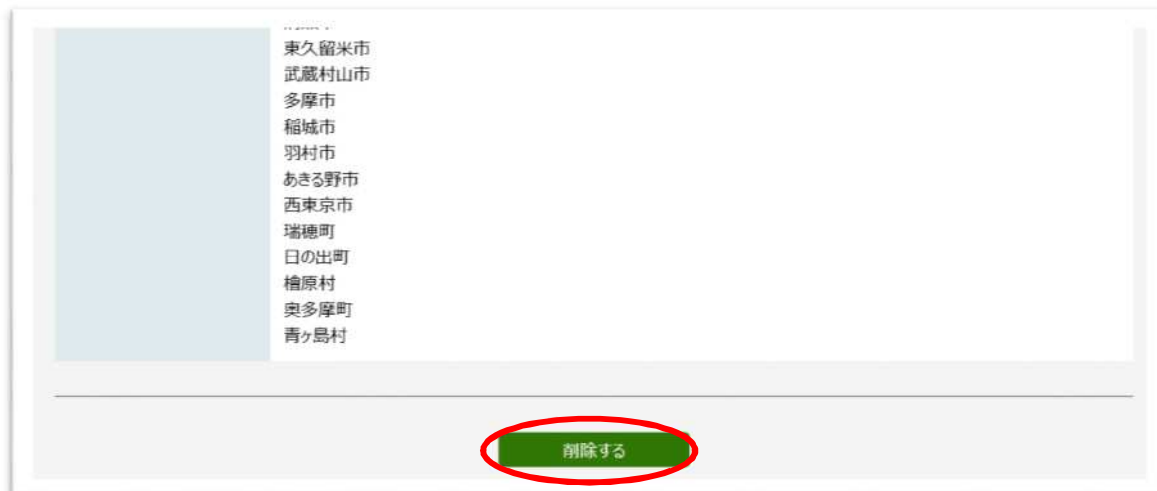 東久留米市
武蔵村山市
多摩市
稲城市
羽村市
あきる野市
西東京市
瑞穂町
日の出町
檜原村
奥多摩町
青ヶ島村
削除する